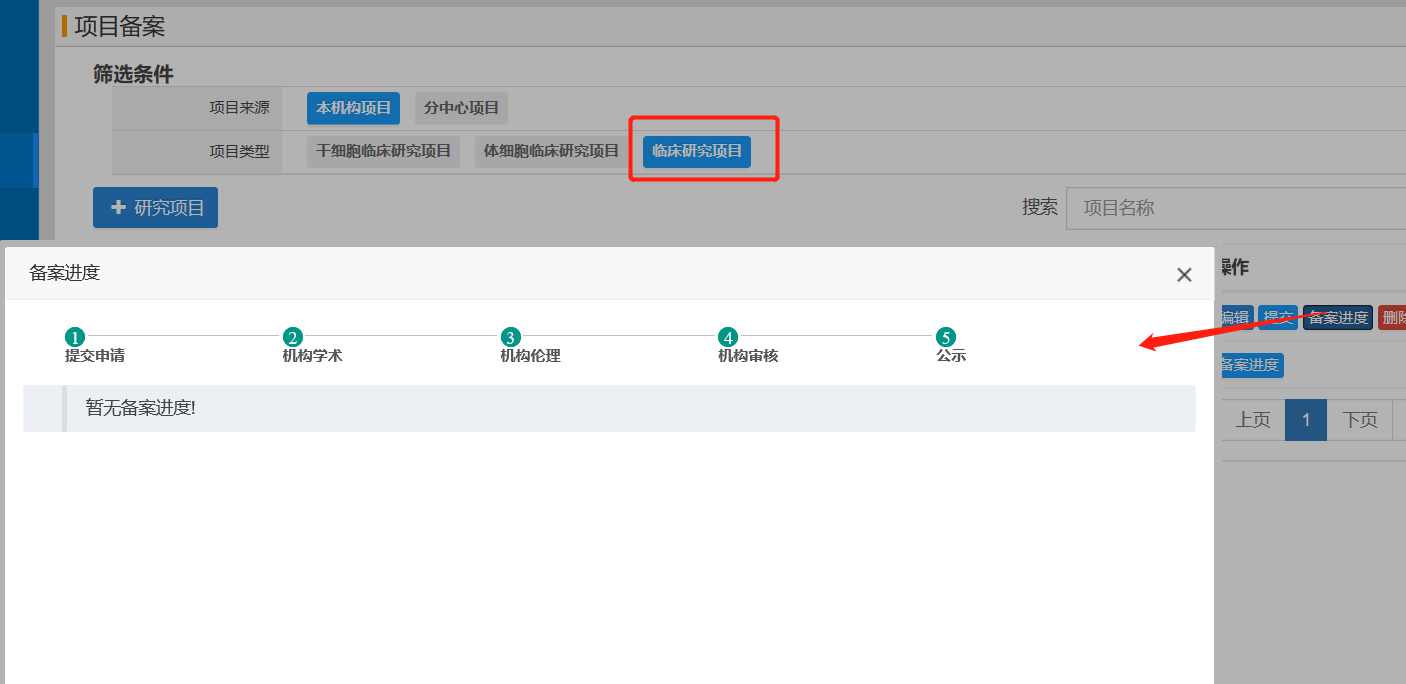 项目备案
筛选条件
项目来源 本机构项目 分中心项目
项目类型 干细胞临床研究项目 体细胞临床研究项目 临床研究项目
+ 研究项目
搜索 项目名称
备案进度
操作
编辑 提交 备案进度 删除
1 2 3 4 5
提交申请 机构学术 机构伦理 机构审核 公示
备案进度
暂无备案进度!
上页 1 下页